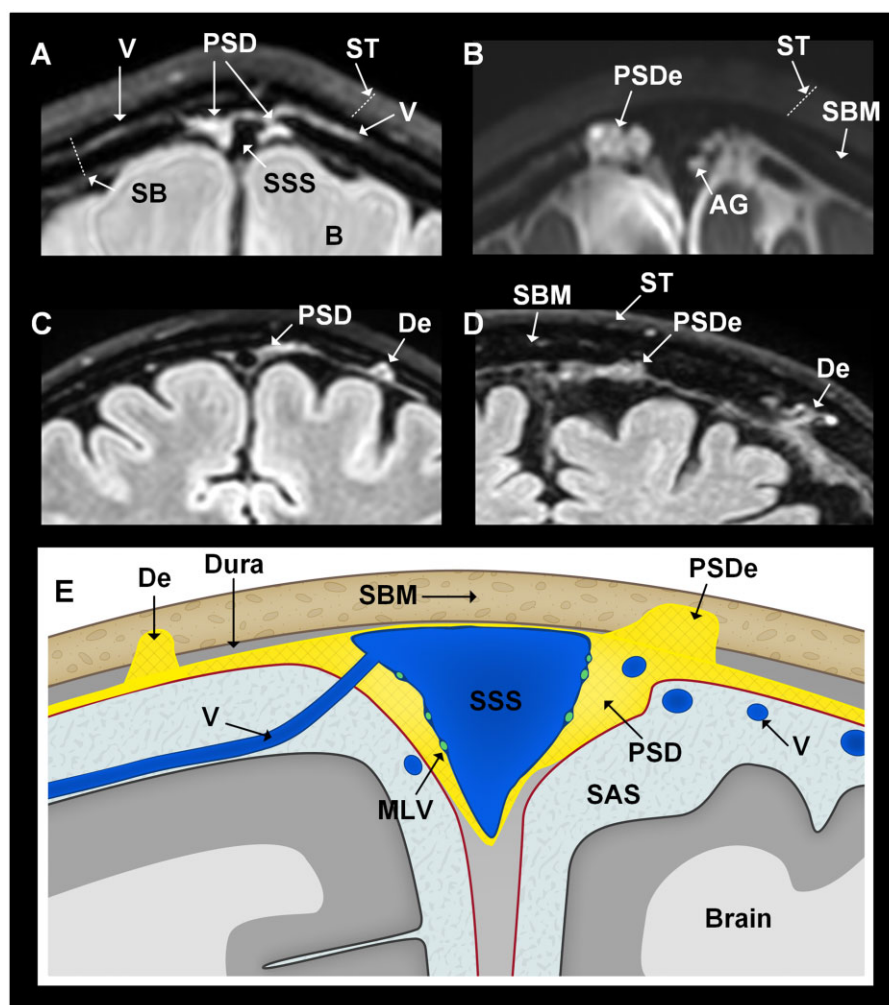 A
V
PSD
ST
V
SB
SSS
B
B
PSDe
ST
SBM
AG
C
PSD
De
D
SBM
ST
PSDe
De
E
De
Dura
SBM
PSDe
V
SSS
MLV
PSD
V
SAS
Brain